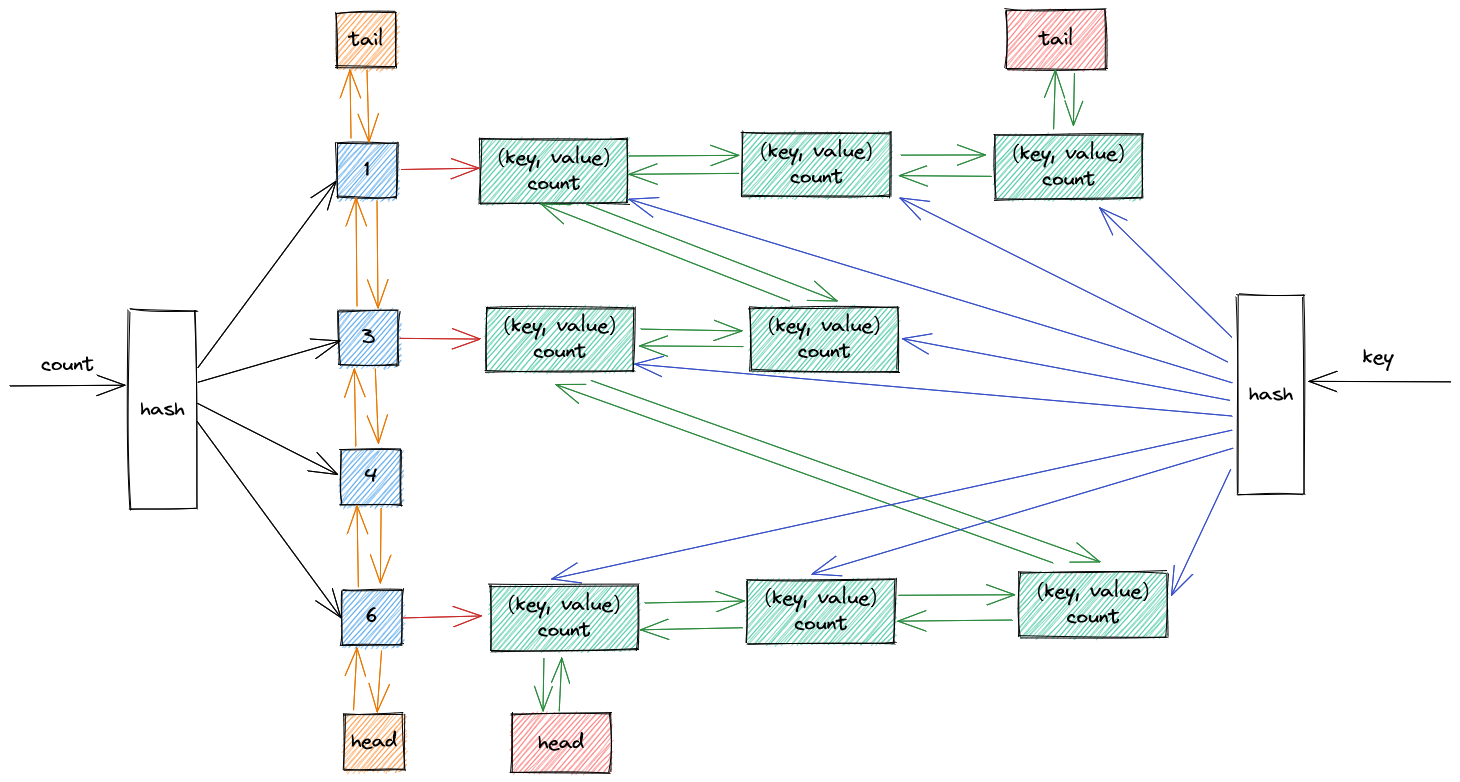 tail
tail
1
(key, value)
count
(key, value)
count
(key, value)
count
3
(key, value)
count
(key, value)
count
count
hash
key
hash
4
6
(key, value)
count
(key, value)
count
(key, value)
count
head
head